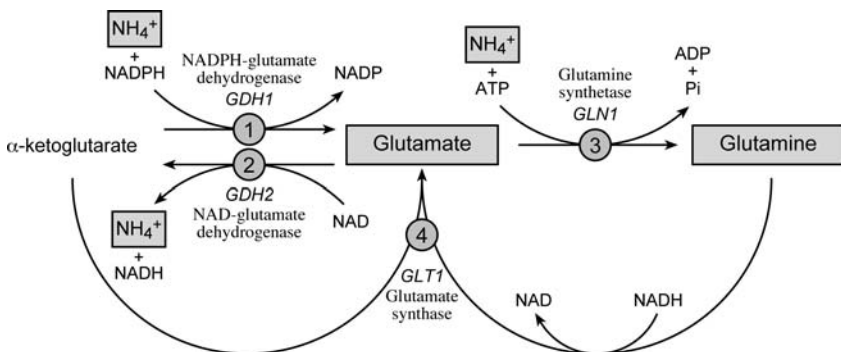 NH₄⁺
+
NADPH
NADPH-glutamate
dehydrogenase
GDH1
NADP
NH₄⁺
+
ATP
Glutamine
synthetase
GLN1
ADP
+
Pi
α-ketoglutarate
1
Glutamate
3
Glutamine
2
GDH2
NAD-glutamate
dehydrogenase
NAD
NH₄⁺
+
NADH
4
GLT1
Glutamate
synthase
NAD
NADH